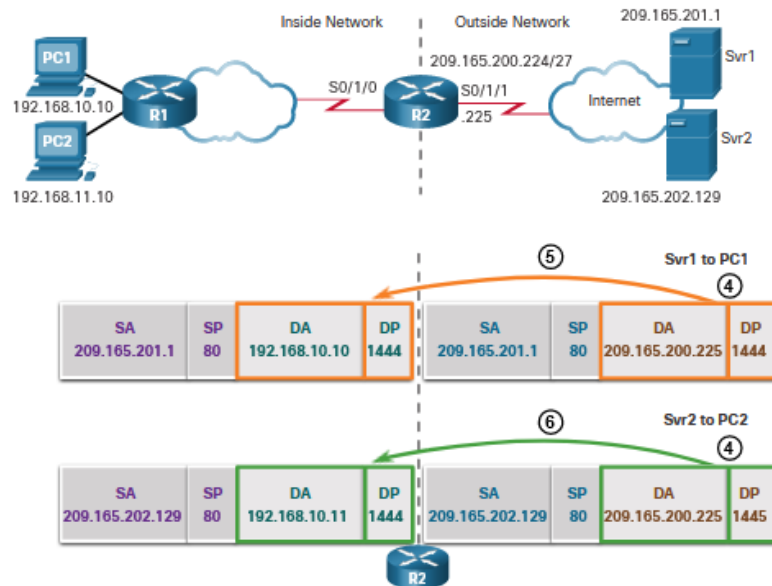 Inside Network
Outside Network
209.165.201.1
PC1
209.165.200.224/27
Svr1
S0/1/0
S0/1/1
192.168.10.10
Internet
R1
R2
.225
PC2
Svr2
192.168.11.10
209.165.202.129
Svr1 to PC1
5
4
SA SP DA DP SA SP DA DP
209.165.201.1 80 192.168.10.10 1444 209.165.201.1 80 209.165.200.225 1444
Svr2 to PC2
6
4
SA SP DA DP SA SP DA DP
209.165.202.129 80 192.168.10.11 1444 209.165.202.129 80 209.165.200.225 1445
R2